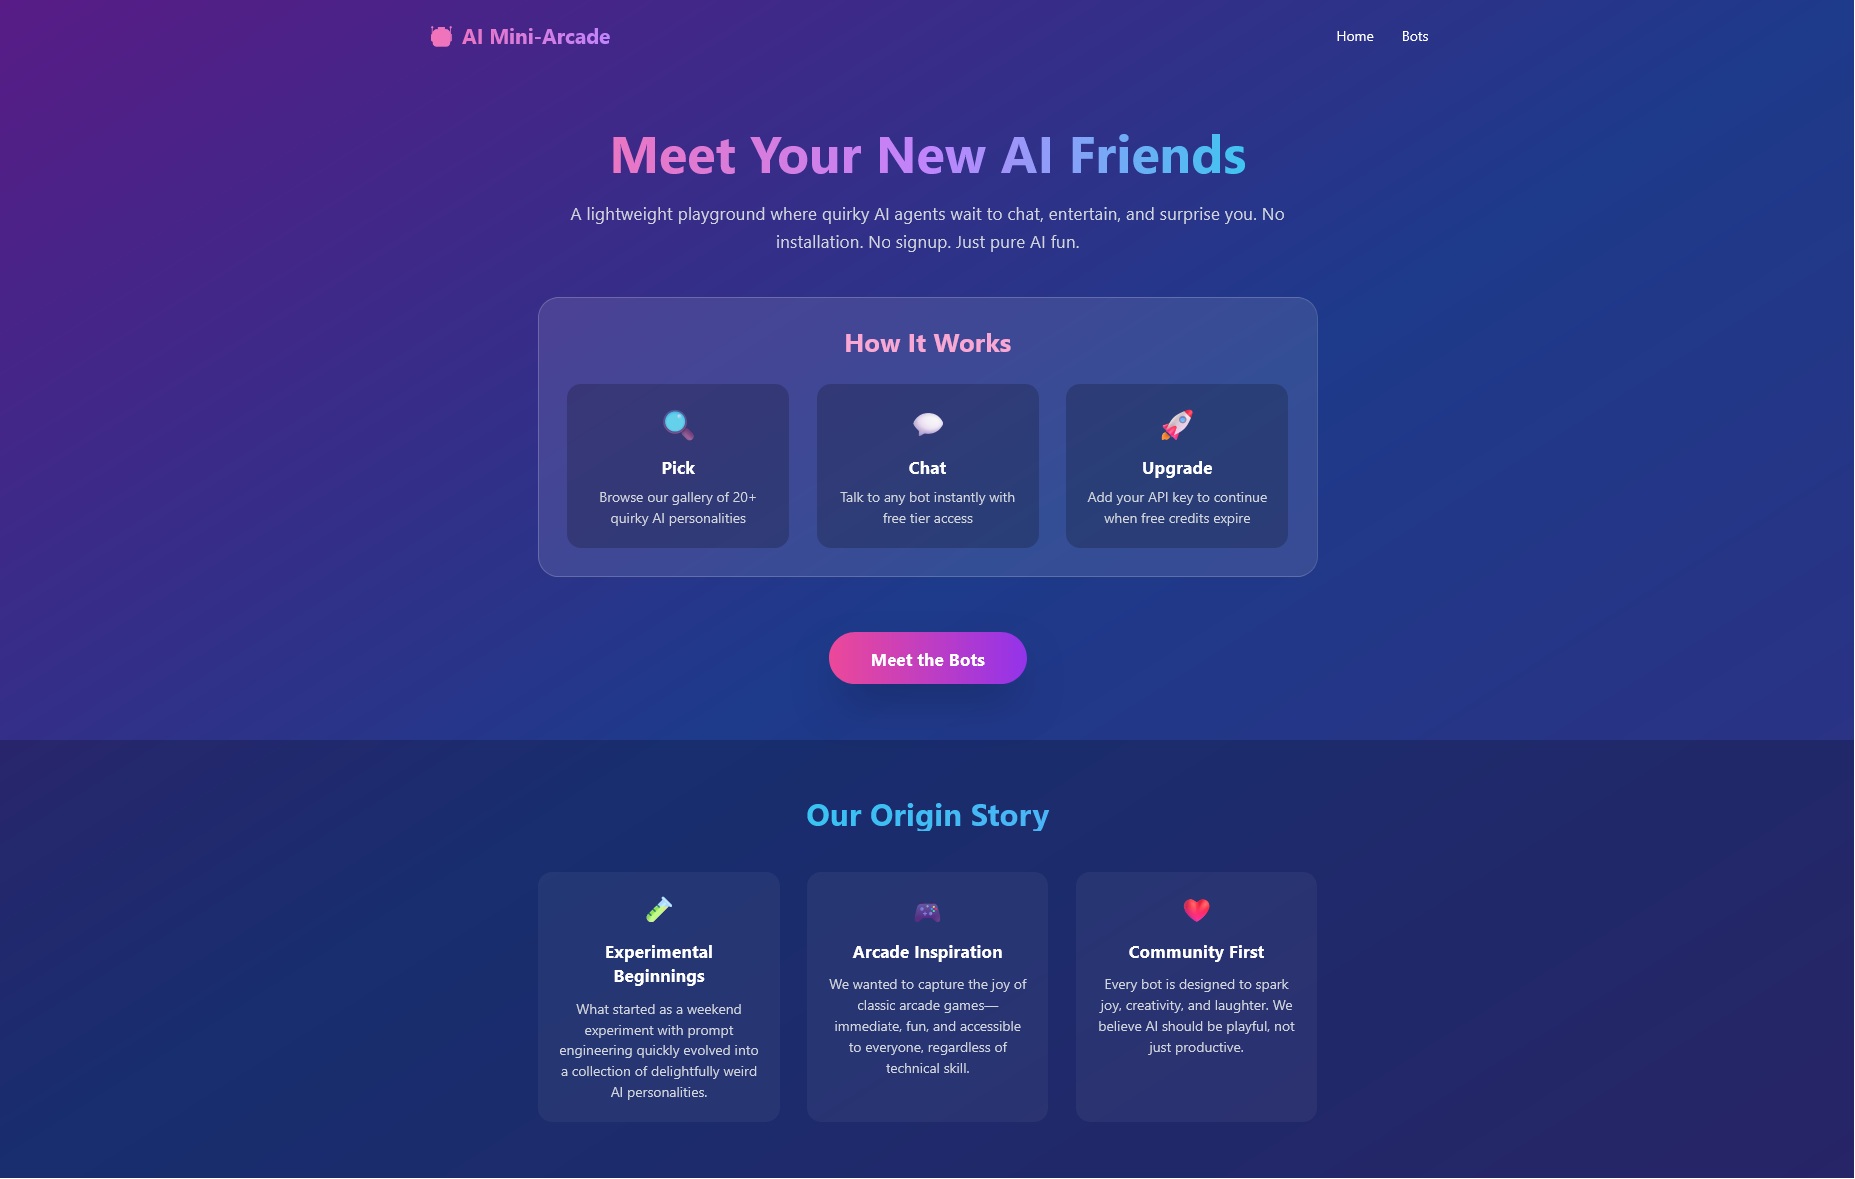 AI Mini-Arcade
Home
Bots
Meet Your New AI Friends
A lightweight playground where quirky AI agents wait to chat, entertain, and surprise you. No
installation. No signup. Just pure AI fun.
How It Works
Pick
Browse our gallery of 20+
quirky AI personalities
Chat
Talk to any bot instantly with
free tier access
Upgrade
Add your API key to continue
when free credits expire
Meet the Bots
Our Origin Story
Experimental
Beginnings
What started as a weekend
experiment with prompt
engineering quickly evolved into
a collection of delightfully weird
AI personalities.
Arcade Inspiration
We wanted to capture the joy of
classic arcade games—
immediate, fun, and accessible
to everyone, regardless of
technical skill.
Community First
Every bot is designed to spark
joy, creativity, and laughter. We
believe AI should be playful, not
just productive.